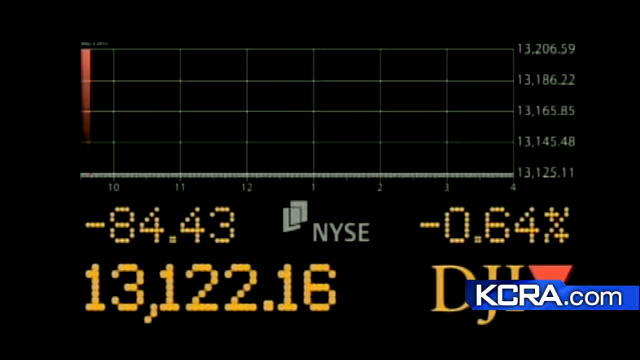 13,206.59
13,186.22
13,165.85
13,145.48
13,125.11
10 11 12 1 2 3 4
-84.43 NYSE -0.64%
13,122.16 DJI
KCRA.com